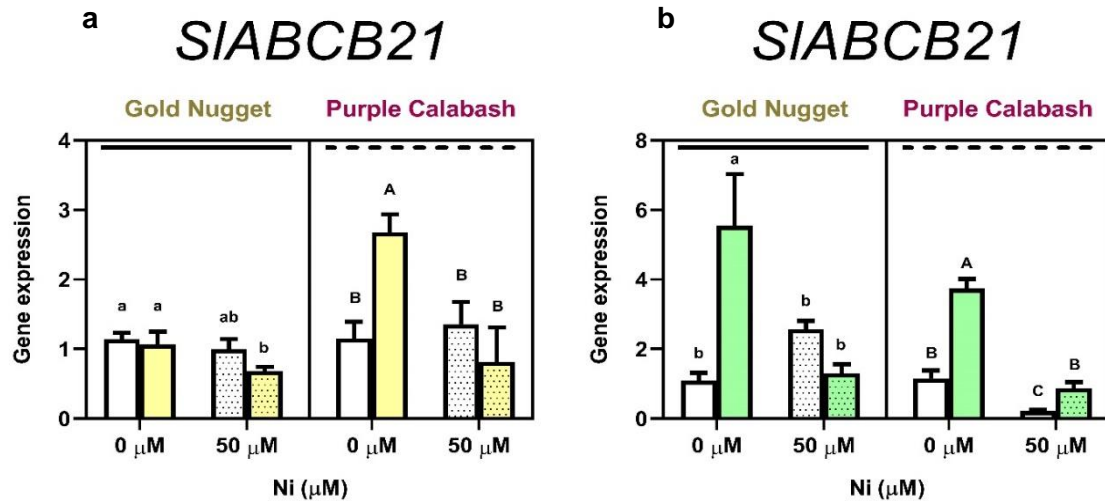 a
SlABCB21
Gold Nugget Purple Calabash
Gene expression
4
3
2
1
0
a a ab b B A B B
0 μM 50 μM 0 μM 50 μM
Ni (μM)
b
SlABCB21
Gold Nugget Purple Calabash
Gene expression
8
6
4
2
0
b a b b B A C B
0 μM 50 μM 0 μM 50 μM
Ni (μM)